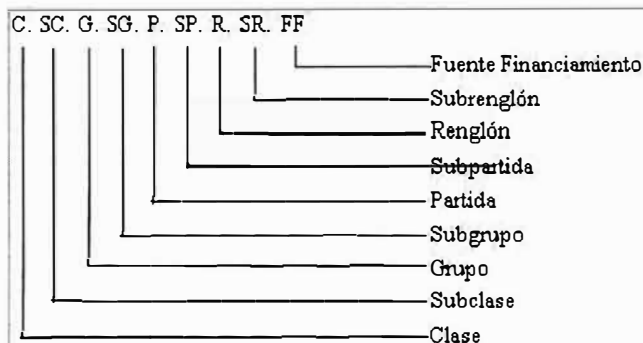 C. SC. G. SG. P. SP. R. SR. FF
Fuente Financiamiento
Subrenglón
Renglón
Subpartida
Partida
Subgrupo
Grupo
Subclase
Clase